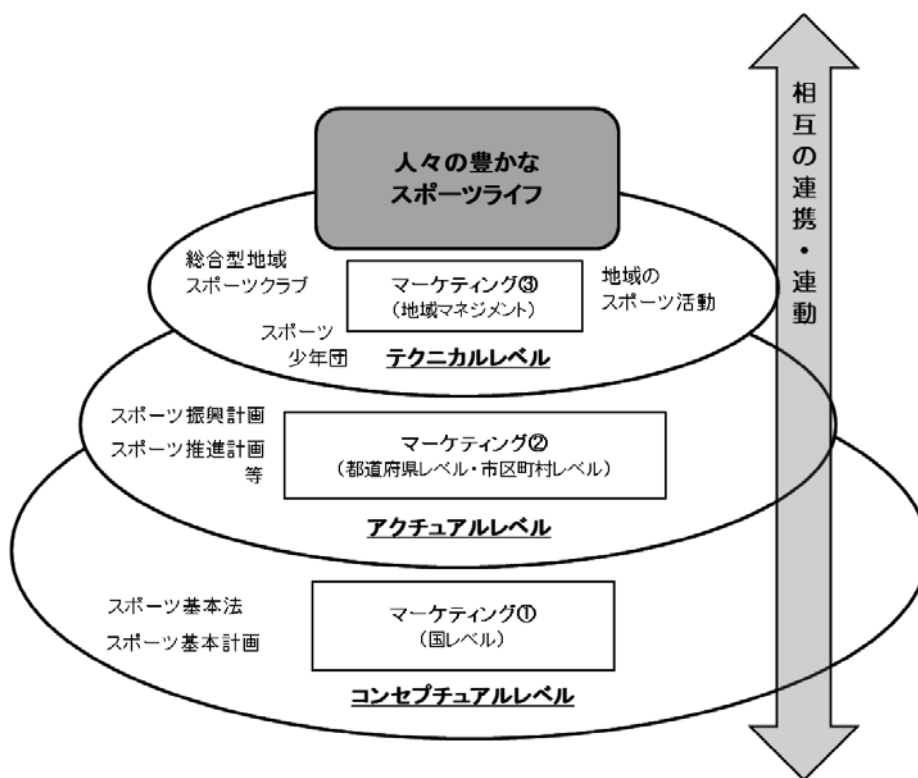 人々の豊かな
スポーツライフ
総合型地域
スポーツクラブ
マーケティング③
(地域マネジメント)
地域の
スポーツ活動
スポーツ
少年団
テクニカルレベル
スポーツ振興計画
スポーツ推進計画
等
マーケティング②
(都道府県レベル・市区町村レベル)
アクチュアルレベル
スポーツ基本法
スポーツ基本計画
マーケティング①
(国レベル)
コンセプチュアルレベル
相互の連携・連動